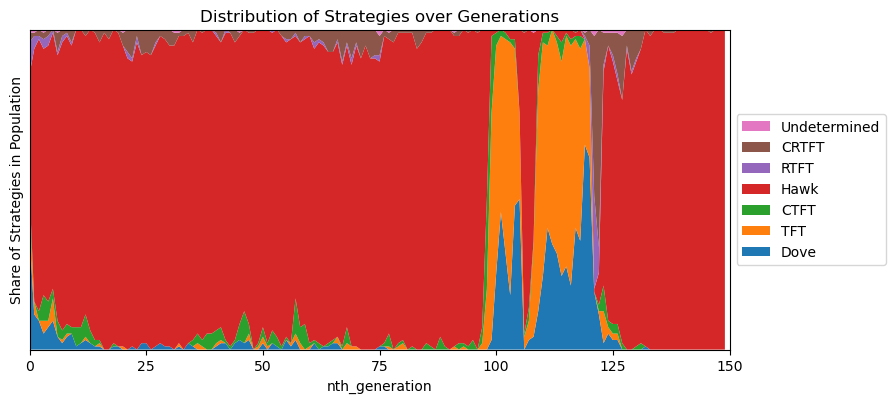 Distribution of Strategies over Generations
Share of Strategies in Population
0
25
50
75
100
125
150
nth_generation
Undetermined
CRTFT
RTFT
Hawk
CTFT
TFT
Dove